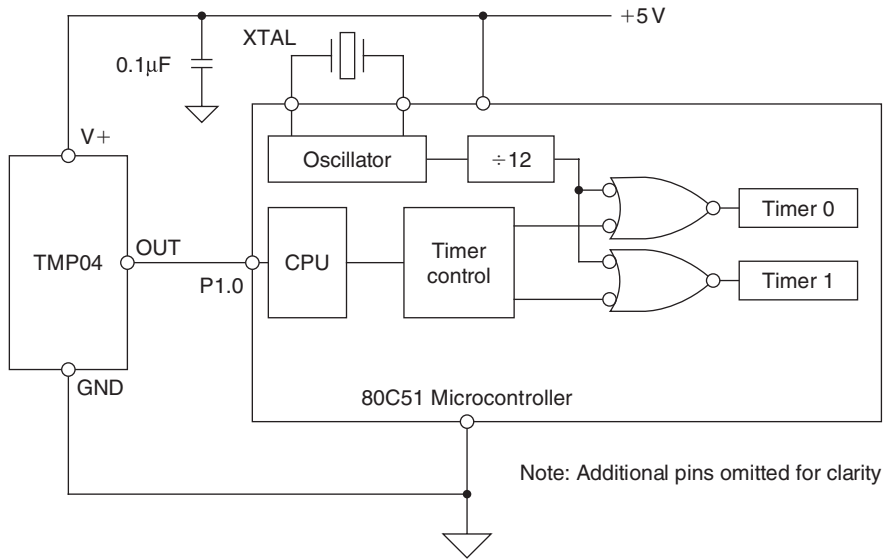 +5 V
XTAL
0.1µF
V+
Oscillator
÷12
Timer 0
TMP04
OUT
P1.0
CPU
Timer
control
Timer 1
GND
80C51 Microcontroller
Note: Additional pins omitted for clarity